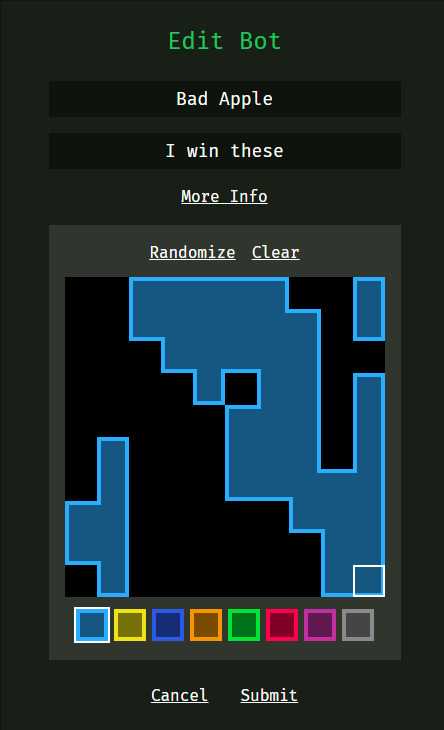 Edit Bot
Bad Apple
I win these
More Info
Randomize Clear
Cancel Submit